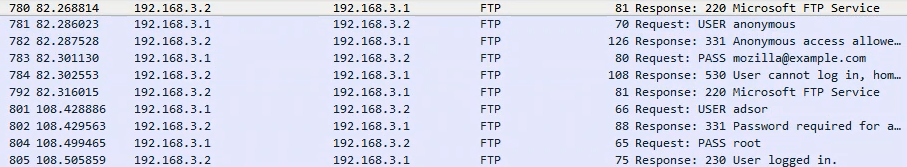 780 82.268814 192.168.3.2 192.168.3.1 FTP 81 Response: 220 Microsoft FTP Service
781 82.286023 192.168.3.1 192.168.3.2 FTP 70 Request: USER anonymous
782 82.287528 192.168.3.2 192.168.3.1 FTP 126 Response: 331 Anonymous access allowe…
783 82.301130 192.168.3.1 192.168.3.2 FTP 80 Request: PASS mozilla@example.com
784 82.302553 192.168.3.2 192.168.3.1 FTP 108 Response: 530 User cannot log in, hom…
792 82.316015 192.168.3.2 192.168.3.1 FTP 81 Response: 220 Microsoft FTP Service
801 108.428886 192.168.3.1 192.168.3.2 FTP 66 Request: USER adsor
802 108.429563 192.168.3.2 192.168.3.1 FTP 88 Response: 331 Password required for a…
804 108.499465 192.168.3.1 192.168.3.2 FTP 65 Request: PASS root
805 108.505859 192.168.3.2 192.168.3.1 FTP 75 Response: 230 User logged in.